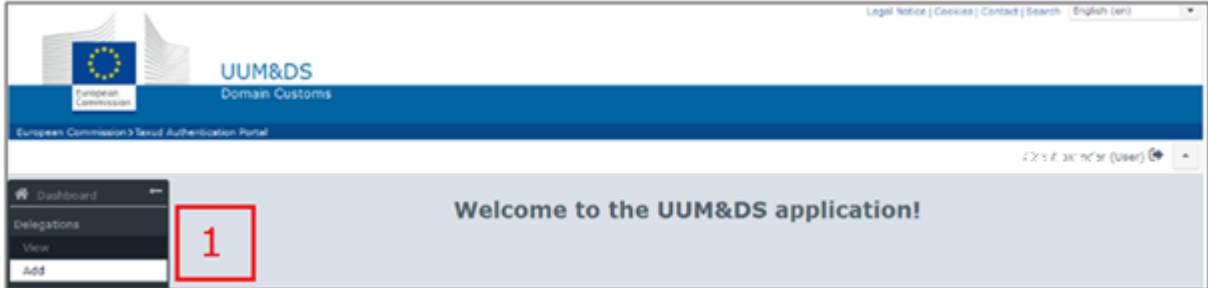 Legal Notice | Cookies | Contact | Search English (en)
UUM&DS
European
Commission
Domain Customs
European Commission > Taxud Authentication Portal
(User)
Dashboard
Welcome to the UUM&DS application!
Delegations
1
View
Add